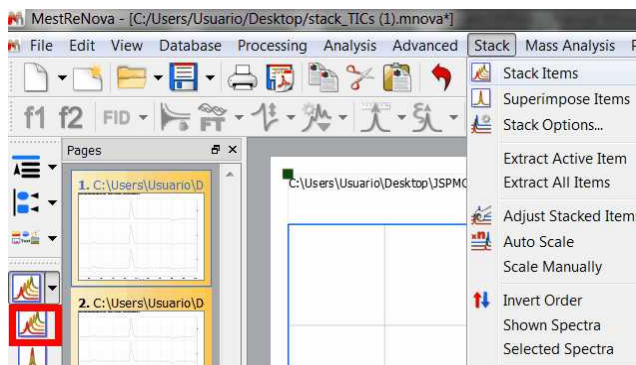 MestReNova - [C:/Users/Usuario/Desktop/stack_TICs (1).mnova*]
File Edit View Database Processing Analysis Advanced Stack Mass Analysis
f1 f2 FID FT
Pages
1. C:\Users\Usuario\D
2. C:\Users\Usuario\D
C:\Users\Usuario\Desktop\JSPMC
Stack Items
Superimpose Items
Stack Options...
Extract Active Item
Extract All Items
Adjust Stacked Item
Auto Scale
Scale Manually
Invert Order
Shown Spectra
Selected Spectra